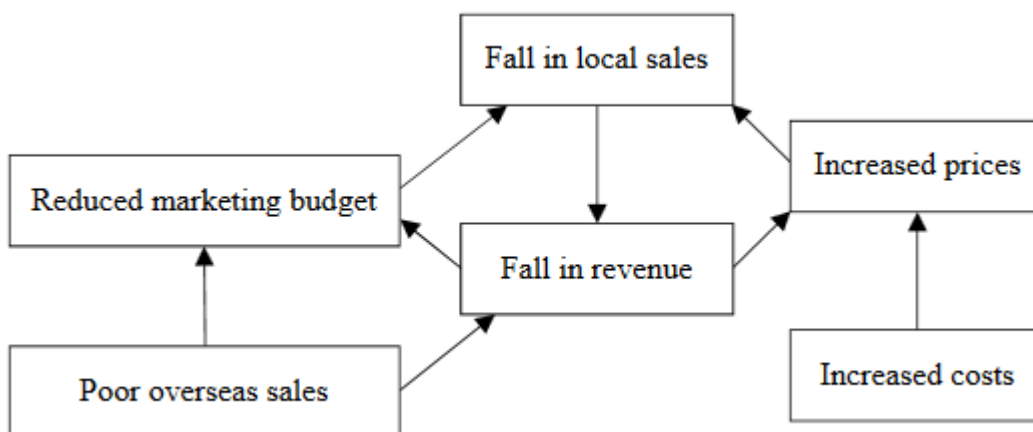 Fall in local sales
Increased prices
Reduced marketing budget
Fall in revenue
Poor overseas sales
Increased costs